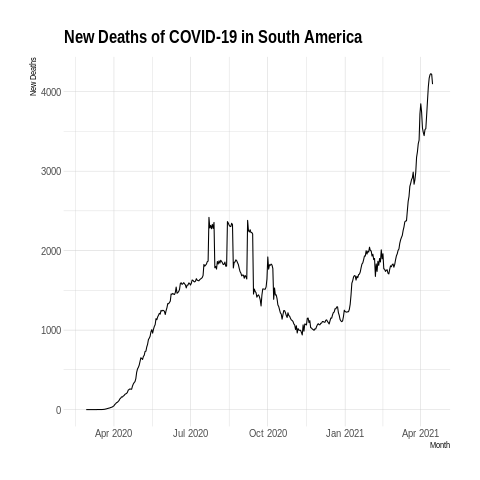 New Deaths of COVID-19 in South America
New Deaths
4000
3000
2000
1000
0
Apr 2020 Jul 2020 Oct 2020 Jan 2021 Apr 2021
Month